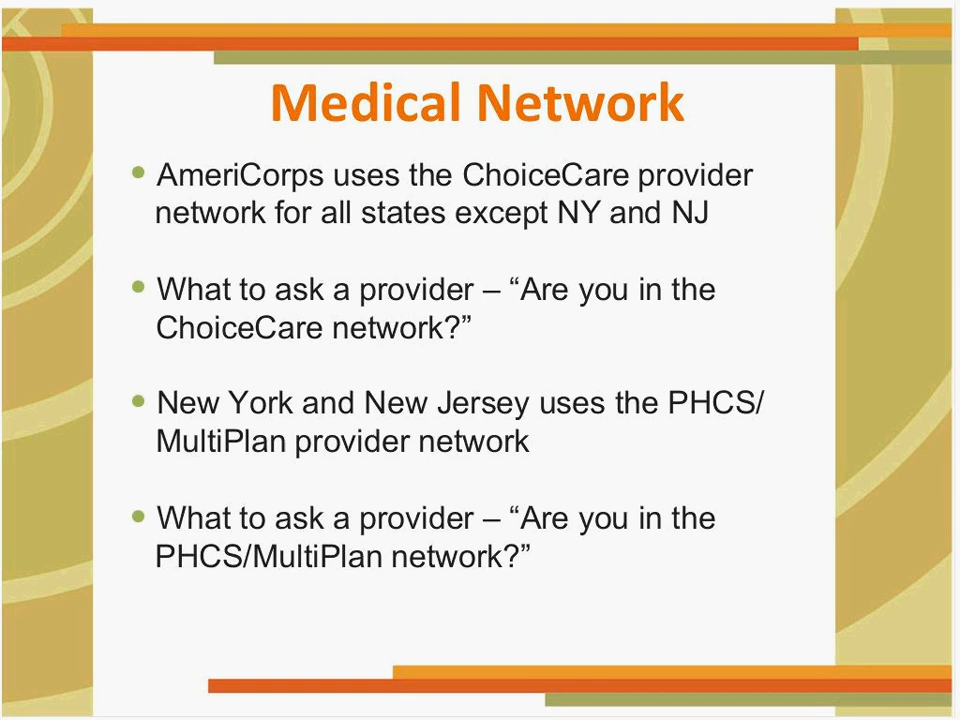 Medical Network
• AmeriCorps uses the ChoiceCare provider
network for all states except NY and NJ
• What to ask a provider – “Are you in the
ChoiceCare network?”
• New York and New Jersey uses the PHCS/
MultiPlan provider network
• What to ask a provider – “Are you in the
PHCS/MultiPlan network?”